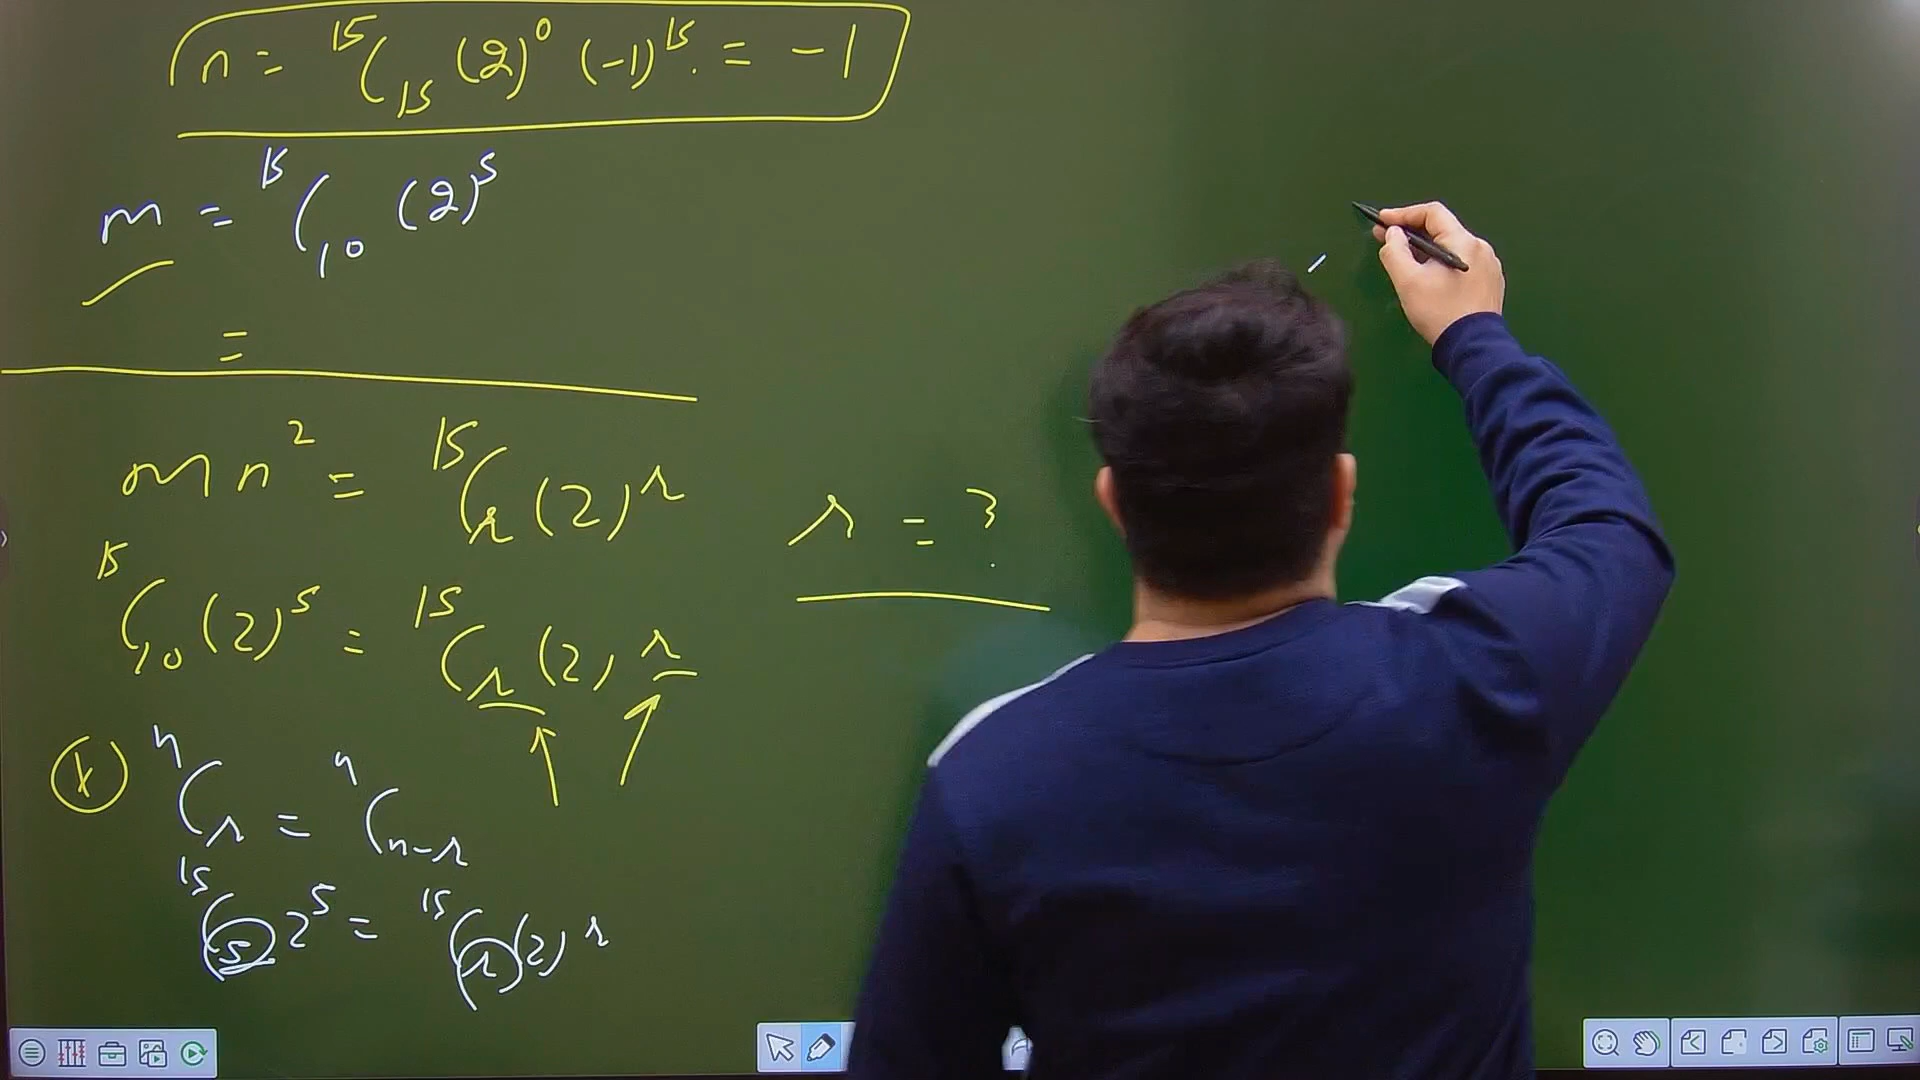 n = ¹⁵C₁₅ (2)⁰ (-1)¹⁵. = -1
m = ¹⁵C₁₀ (2)⁵
=
mn² = ¹⁵Cᵣ (2)ʳ r = ?
¹⁵C₁₀ (2)⁵ = ¹⁵Cᵣ (2)ʳ
ⁿCᵣ = ⁿCₙ₋ᵣ
¹⁵C₅ 2⁵ = ¹⁵Cᵣ (2)ʳ